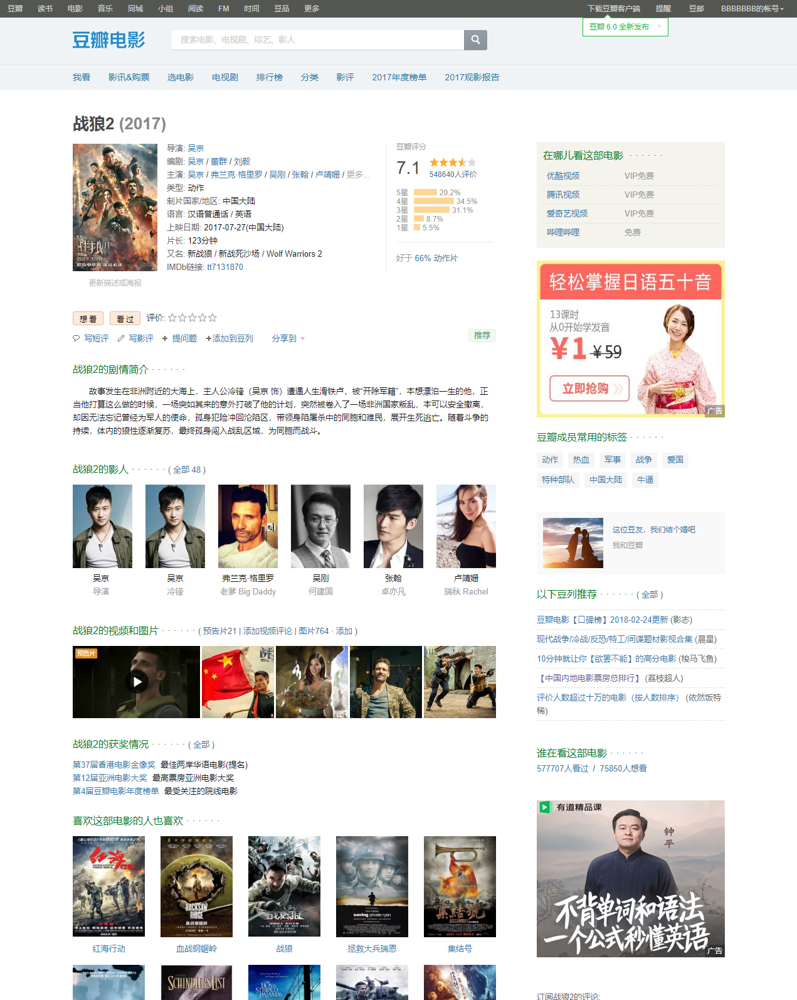 豆瓣 读书 电影 音乐 同城 小组 阅读 FM 时间 豆品 更多 下载豆瓣客户端 提醒 豆邮 BBBBBBB的帐号
豆瓣 6.0 全新发布 ×
豆瓣电影
搜索电影、电视剧、综艺、影人
我看 影讯&购票 选电影 电视剧 排行榜 分类 影评 2017年度榜单 2017观影报告
战狼2 (2017)
导演: 吴京
编剧: 吴京 / 董群 / 刘毅
主演: 吴京 / 弗兰克·格里罗 / 吴刚 / 张翰 / 卢靖姗 / 更多...
类型: 动作
制片国家/地区: 中国大陆
语言: 汉语普通话 / 英语
上映日期: 2017-07-27(中国大陆)
片长: 123分钟
又名: 新战狼 / 新战死沙场 / Wolf Warriors 2
IMDb链接: tt7131870
更新描述或海报
豆瓣评分
7.1
548640人评价
5星 20.2%
4星 34.5%
3星 31.1%
2星 8.7%
1星 5.5%
好于 66% 动作片
想看 看过 评价:
写短评 写影评 + 提问题 +添加到豆列 分享到 推荐
战狼2的剧情简介 · · · · · ·
故事发生在非洲附近的大海上，主人公冷锋（吴京 饰）遭遇人生滑铁卢，被“开除军籍”，本想漂泊一生的他，正
当他打算这么做的时候，一场突如其来的意外打破了他的计划，突然被卷入了一场非洲国家叛乱，本可以安全撤离，
却因无法忘记曾经为军人的使命，孤身犯险冲回沦陷区，带领身陷屠杀中的同胞和难民，展开生死逃亡。随着斗争的
持续，体内的狼性逐渐复苏，最终孤身闯入战乱区域，为同胞而战斗。
战狼2的影人 · · · · · · ( 全部 48 )
吴京 吴京 弗兰克·格里罗 吴刚 张翰 卢靖姗
导演 冷锋 老爹 Big Daddy 何建国 卓亦凡 瑞秋 Rachel
战狼2的视频和图片 · · · · · · ( 预告片21 | 添加视频评论 | 图片764 · 添加 )
预告片
战狼2的获奖情况 · · · · · · ( 全部 )
第37届香港电影金像奖 最佳两岸华语电影(提名)
第12届亚洲电影大奖 最高票房亚洲电影大奖
第4届豆瓣电影年度榜单 最受关注的院线电影
喜欢这部电影的人也喜欢 · · · · · ·
红海行动
HACKSAW
RIDGE
血战钢锯岭
saving private ryan
集结號
红海行动 血战钢锯岭 战狼 拯救大兵瑞恩 集结号
SCHINDLER'S LIST
THE BOY IN THE STRIPED PAJAMAS
在哪儿看这部电影 · · · · · ·
优酷视频 VIP免费
腾讯视频 VIP免费
爱奇艺视频 VIP免费
哔哩哔哩 免费
轻松掌握日语五十音
13课时
从0开始学发音
¥1 ¥59
立即抢购
广告
豆瓣成员常用的标签 · · · · · ·
动作 热血 军事 战争 爱国
特种部队 中国大陆 牛逼
这位豆友，我们结个婚吧
我和豆瓣
以下豆列推荐 · · · · · · ( 全部 )
豆瓣电影【口碑榜】2018-02-24更新 (影志)
现代战争/冷战/反恐/特工/间谍题材影视合集 (晨星)
10分钟就让你【欲罢不能】的高分电影 (梭马飞鱼)
【中国内地电影票房总排行】 (荔枝超人)
评价人数超过十万的电影（按人数排序） (依然饭特
稀)
谁在看这部电影 · · · · · ·
577707人看过 / 75850人想看
有道精品课
钟平
不背单词和语法
一个公式秒懂英语
广告
订阅战狼2的评论: